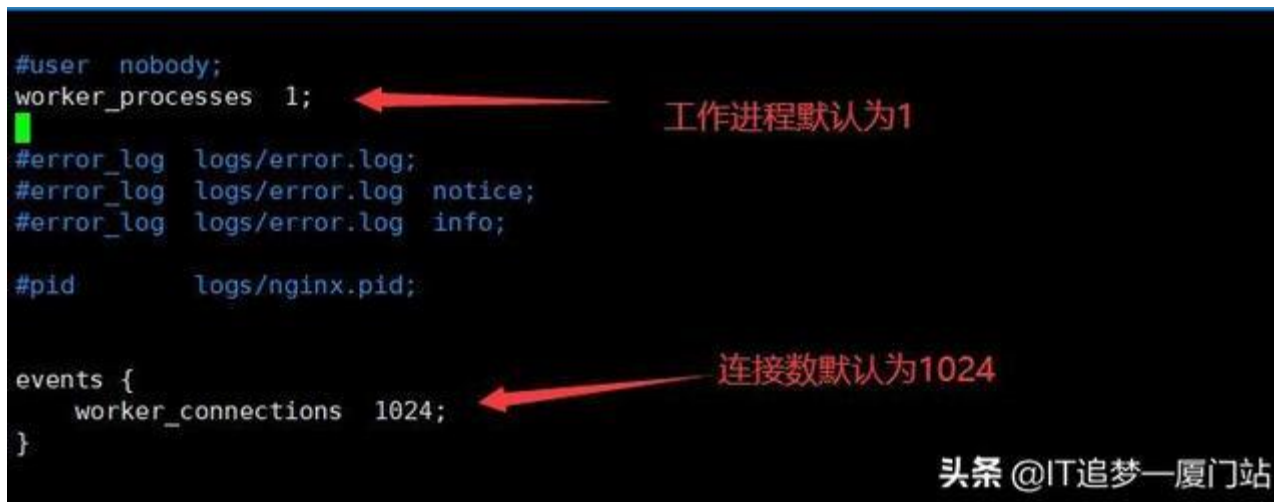 #user  nobody;
worker_processes  1;
工作进程默认为1
#error_log  logs/error.log;
#error_log  logs/error.log  notice;
#error_log  logs/error.log  info;
#pid        logs/nginx.pid;
连接数默认为1024
events {
    worker_connections  1024;
}
头条 @IT追梦一厦门站